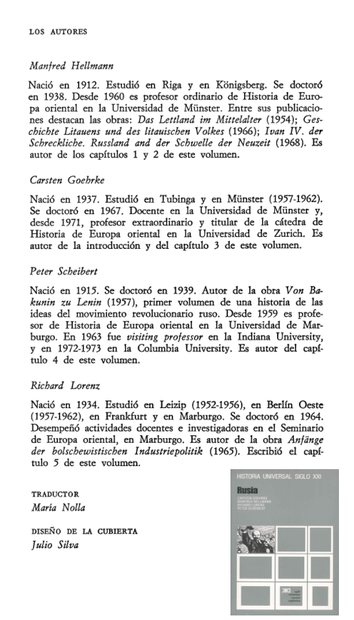 LOS AUTORES
Manfred Hellmann
Nació en 1912. Estudió en Riga y en Königsberg. Se doctoró
en 1938. Desde 1960 es profesor ordinario de Historia de Euro-
pa oriental en la Universidad de Münster. Entre sus publicacio-
nes destacan las obras: Das Lettland im Mittelalter (1954); Ges-
chichte Litauens und des litauischen Volkes (1966); Ivan IV. der
Schreckliche. Russland and der Schwelle der Neuzeit (1968). Es
autor de los capítulos 1 y 2 de este volumen.
Carsten Goehrke
Nació en 1937. Estudió en Tubinga y en Münster (1957-1962).
Se doctoró en 1967. Docente en la Universidad de Münster y,
desde 1971, profesor extraordinario y titular de la cátedra de
Historia de Europa oriental en la Universidad de Zurich. Es
autor de la introducción y del capítulo 3 de este volumen.
Peter Scheibert
Nació en 1915. Se doctoró en 1939. Autor de la obra Von Ba-
kunin zu Lenin (1957), primer volumen de una historia de las
ideas del movimiento revolucionario ruso. Desde 1959 es profe-
sor de Historia de Europa oriental en la Universidad de Mar-
burgo. En 1963 fue visiting professor en la Indiana University,
y en 1972-1973 en la Columbia University. Es autor del capí-
tulo 4 de este volumen.
Richard Lorenz
Nació en 1934. Estudió en Leizip (1952-1956), en Berlín Oeste
(1957-1962), en Frankfurt y en Marburgo. Se doctoró en 1964.
Desempeñó actividades docentes e investigadoras en el Seminario
de Europa oriental, en Marburgo. Es autor de la obra Anfänge
der bolschewistischen Industriepolitik (1965). Escribió el capí-
tulo 5 de este volumen.
TRADUCTOR
María Nolla
DISEÑO DE LA CUBIERTA
Julio Silva
HISTORIA UNIVERSAL SIGLO XXI
Rusia